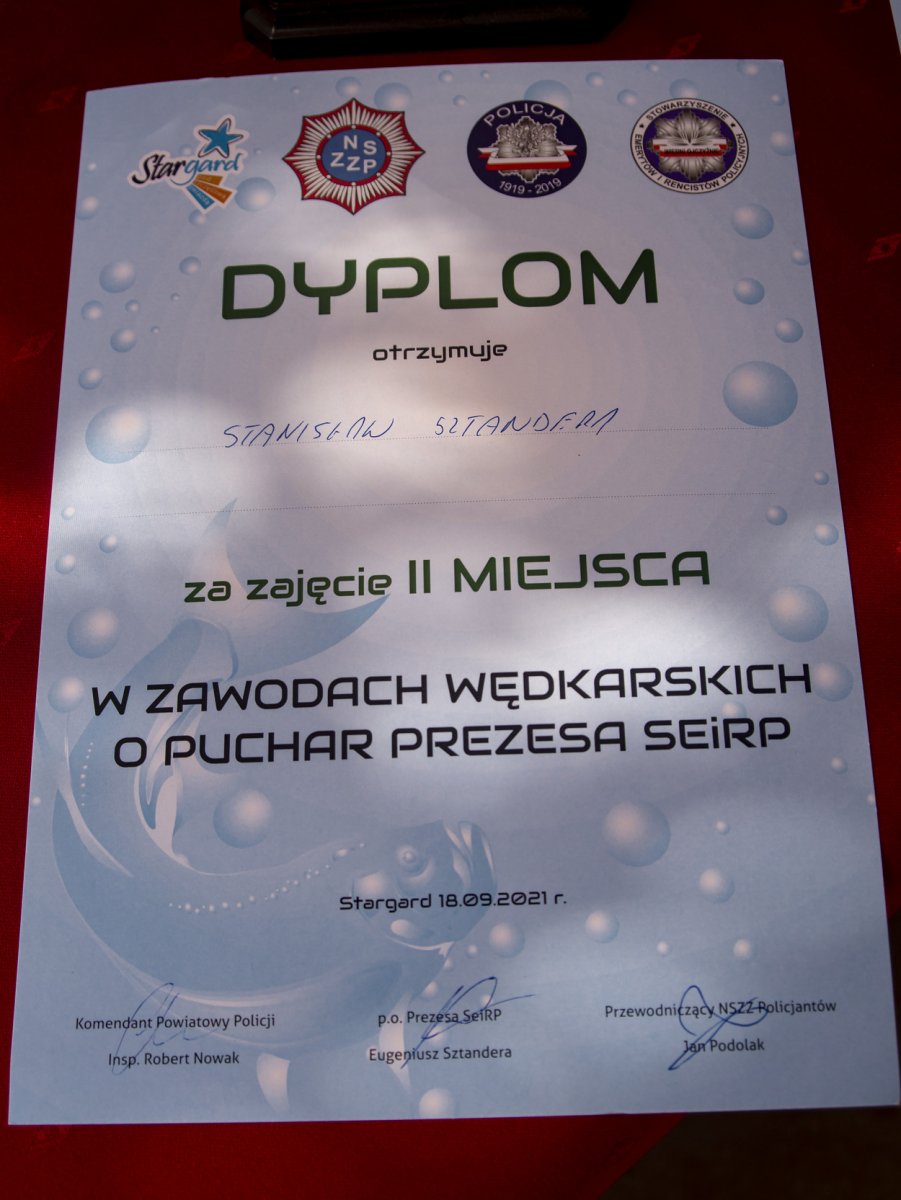 Stargard
N S
Z Z P
POLICJA
1919 - 2019
STOWARZYSZENIE
EMERYTÓW I RENCISTÓW POLICYJNYCH
DYPLOM
otrzymuje
STANISŁAW SZTANDERA
za zajęcie II MIEJSCA
W ZAWODACH WĘDKARSKICH
O PUCHAR PREZESA SEiRP
Stargard 18.09.2021 r.
Komendant Powiatowy Policji
Insp. Robert Nowak
p.o. Prezesa SeiRP
Eugeniusz Sztandera
Przewodniczący NSZZ Policjantów
Jan Podolak